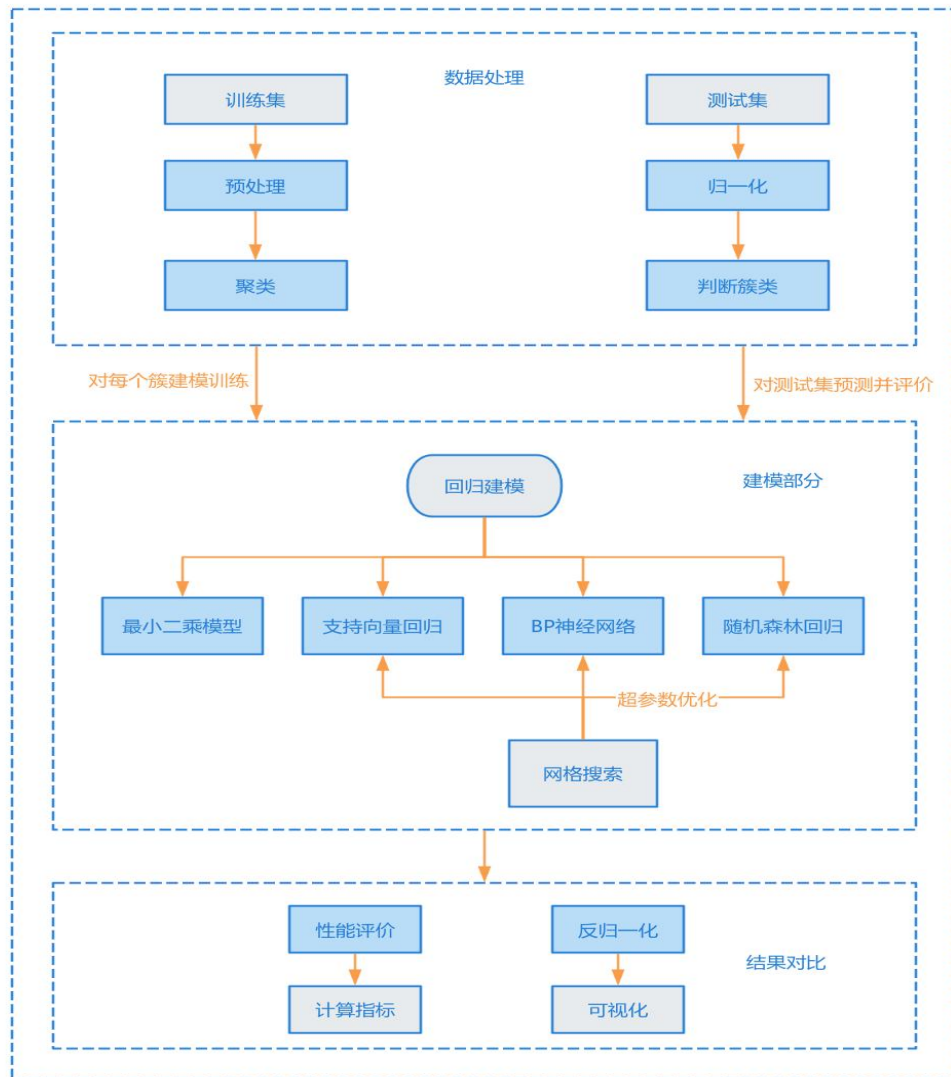 数据处理
训练集
测试集
预处理
归一化
聚类
判断簇类
对每个簇建模训练
对测试集预测并评价
回归建模
建模部分
最小二乘模型
支持向量回归
BP神经网络
随机森林回归
超参数优化
网格搜索
性能评价
反归一化
结果对比
计算指标
可视化